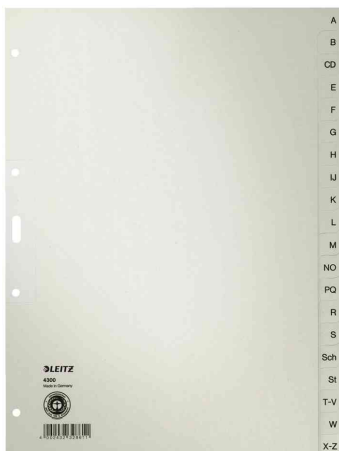 A
B
CD
E
F
G
H
IJ
K
L
M
NO
PQ
R
S
Sch
St
T-V
W
X-Z
LEITZ
4300
Made in Germany